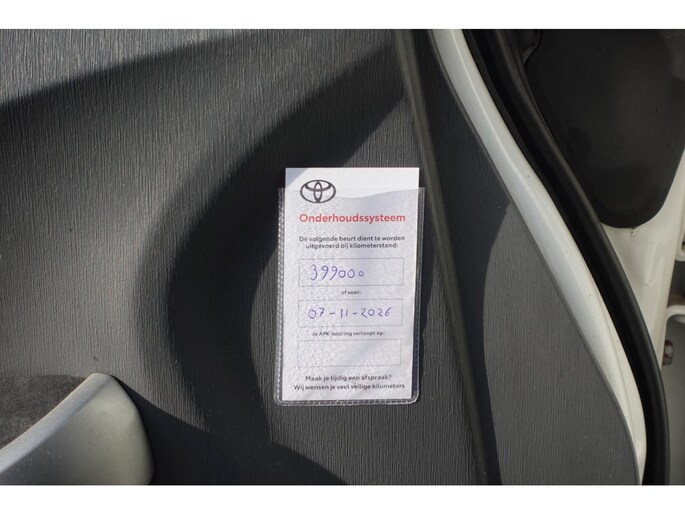 Onderhoudssysteem
De volgende beurt dient te worden
uitgevoerd bij kilometerstand:
399000
of voor:
07-11-2026
Je APK-keuring verloopt op:
Maak je tijdig een afspraak?
Wij wensen je veel veilige kilometers